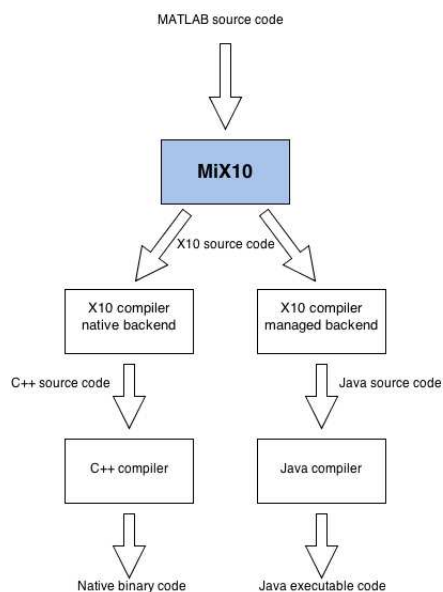 MATLAB source code
MiX10
X10 source code
X10 compiler
native backend
X10 compiler
managed backend
C++ source code
Java source code
C++ compiler
Java compiler
Native binary code
Java executable code